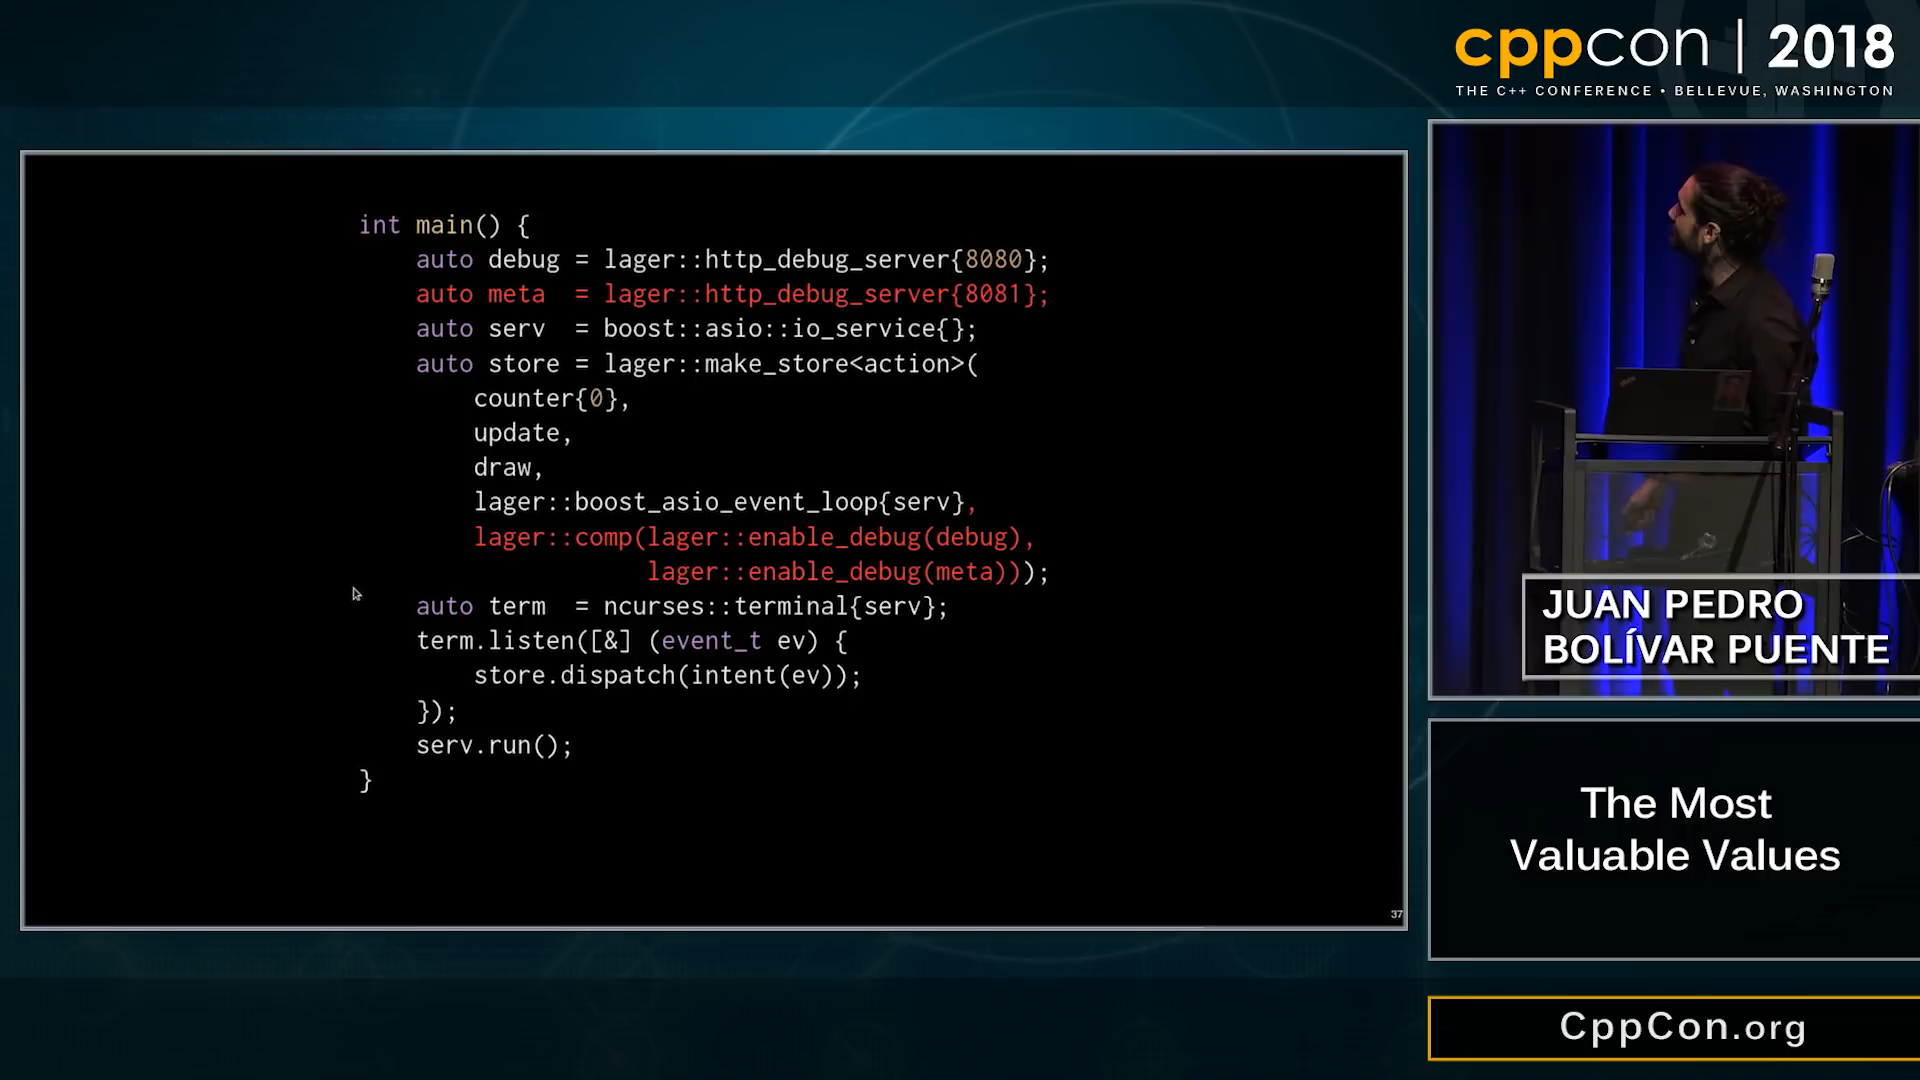 cppcon | 2018
THE C++ CONFERENCE • BELLEVUE, WASHINGTON
int main() {
    auto debug = lager::http_debug_server{8080};
    auto meta  = lager::http_debug_server{8081};
    auto serv  = boost::asio::io_service{};
    auto store = lager::make_store<action>(
        counter{0},
        update,
        draw,
        lager::boost_asio_event_loop{serv},
        lager::comp(lager::enable_debug(debug),
                    lager::enable_debug(meta)));
    auto term  = ncurses::terminal{serv};
    term.listen([&] (event_t ev) {
        store.dispatch(intent(ev));
    });
    serv.run();
}
37
JUAN PEDRO
BOLÍVAR PUENTE
The Most
Valuable Values
CppCon.org